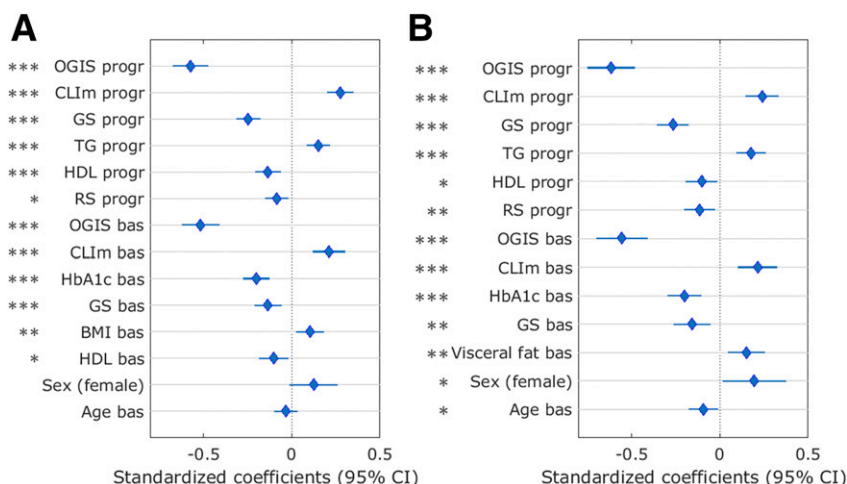 A
*** OGIS progr
*** CLIm progr
*** GS progr
*** TG progr
*** HDL progr
* RS progr
*** OGIS bas
*** CLIm bas
*** HbA1c bas
*** GS bas
** BMI bas
* HDL bas
Sex (female)
Age bas
-0.5 0 0.5
Standardized coefficients (95% CI)
B
*** OGIS progr
*** CLIm progr
*** GS progr
*** TG progr
* HDL progr
** RS progr
*** OGIS bas
*** CLIm bas
*** HbA1c bas
** GS bas
** Visceral fat bas
* Sex (female)
* Age bas
-0.5 0 0.5
Standardized coefficients (95% CI)